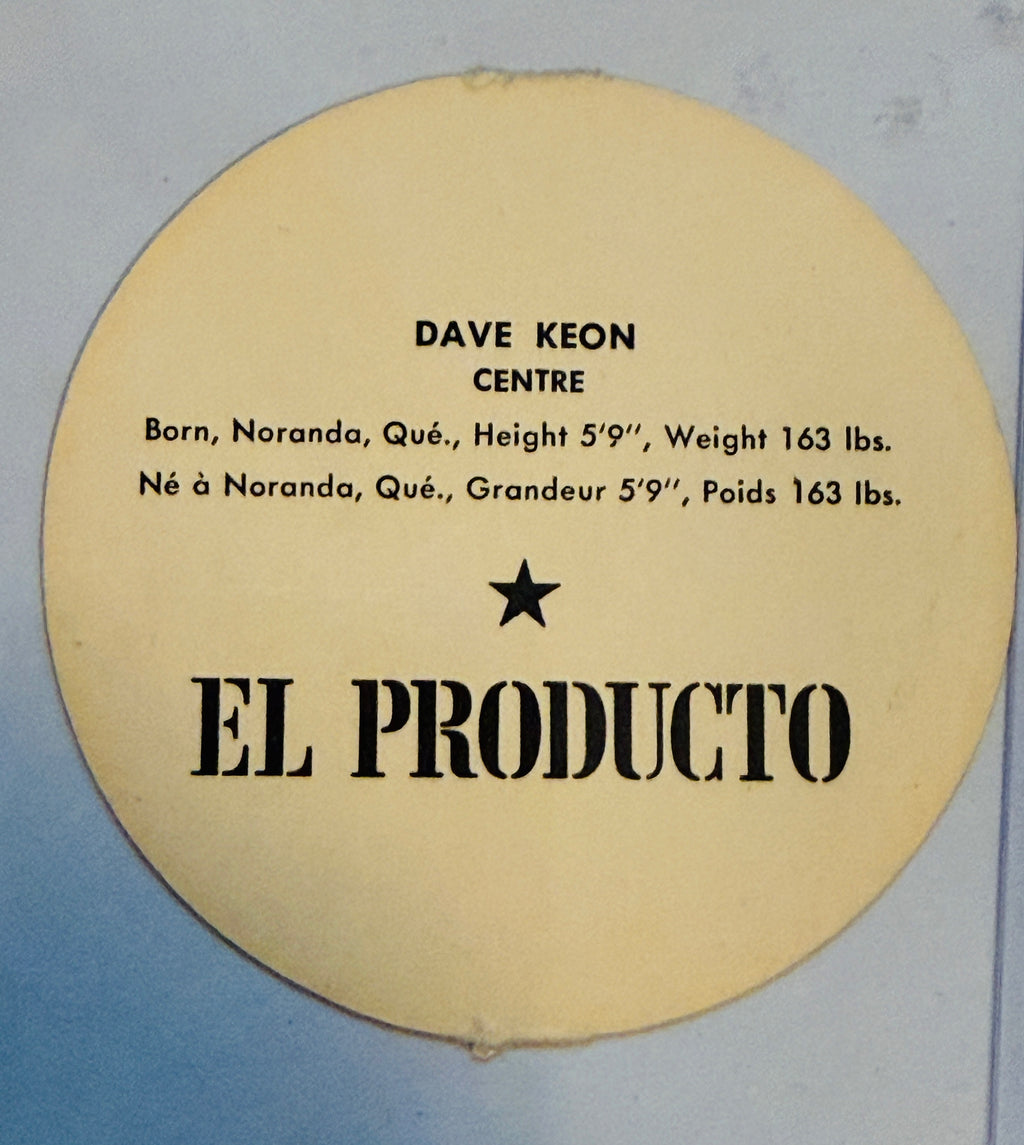 DAVE KEON
CENTRE
Born, Noranda, Qué., Height 5'9", Weight 163 lbs.
Né à Noranda, Qué., Grandeur 5'9", Poids 163 lbs.
EL PRODUCTO